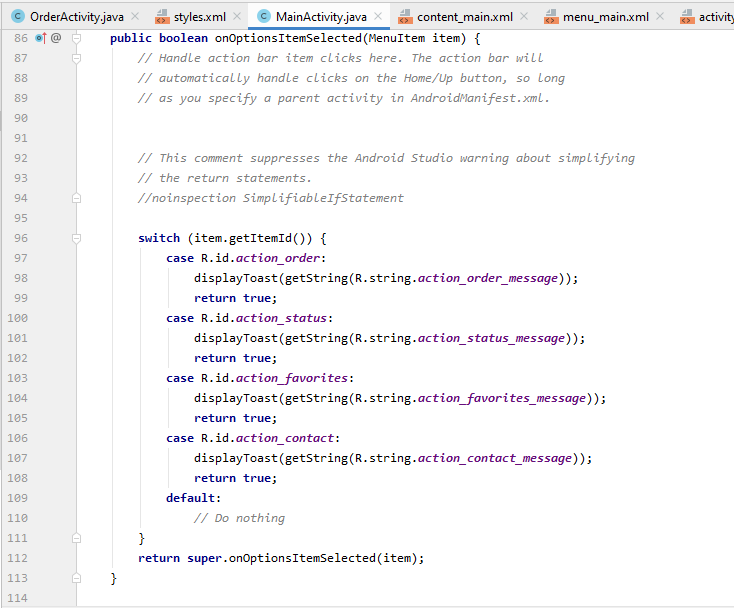 OrderActivity.java styles.xml MainActivity.java content_main.xml menu_main.xml activity
86 public boolean onOptionsItemSelected(MenuItem item) {
87 // Handle action bar item clicks here. The action bar will
88 // automatically handle clicks on the Home/Up button, so long
89 // as you specify a parent activity in AndroidManifest.xml.
90
91
92 // This comment suppresses the Android Studio warning about simplifying
93 // the return statements.
94 //noinspection SimplifiableIfStatement
95
96 switch (item.getItemId()) {
97 case R.id.action_order:
98 displayToast(getString(R.string.action_order_message));
99 return true;
100 case R.id.action_status:
101 displayToast(getString(R.string.action_status_message));
102 return true;
103 case R.id.action_favorites:
104 displayToast(getString(R.string.action_favorites_message));
105 return true;
106 case R.id.action_contact:
107 displayToast(getString(R.string.action_contact_message));
108 return true;
109 default:
110 // Do nothing
111 }
112 return super.onOptionsItemSelected(item);
113 }
114